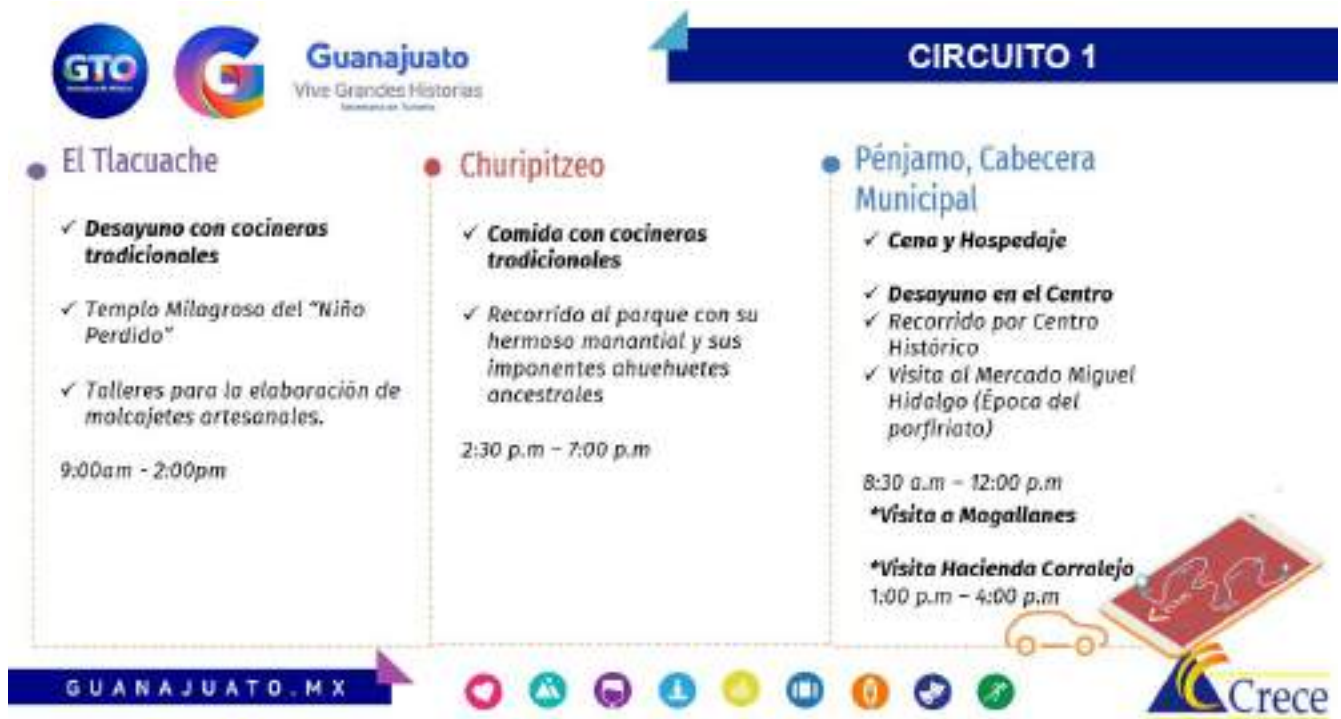 GTO
Guanajuato
Vive Grandes Historias
Secretaría de Turismo
CIRCUITO 1
El Tlacuache
✓ Desayuno con cocineras
tradicionales
✓ Templo Milagroso del “Niño
Perdido”
✓ Talleres para la elaboración de
molcajetes artesanales.
9:00am - 2:00pm
Churipitzeo
✓ Comida con cocineras
tradicionales
✓ Recorrido al parque con su
hermoso manantial y sus
imponentes ahuehuetes
ancestrales
2:30 p.m – 7:00 p.m
Pénjamo, Cabecera
Municipal
✓ Cena y Hospedaje
✓ Desayuno en el Centro
✓ Recorrido por Centro
Histórico
✓ Visita al Mercado Miguel
Hidalgo (Época del
porfiriato)
8:30 a.m – 12:00 p.m
*Visita a Magallanes
*Visita Hacienda Corralejo
1:00 p.m – 4:00 p.m
GUANAJUATO.MX
Crece